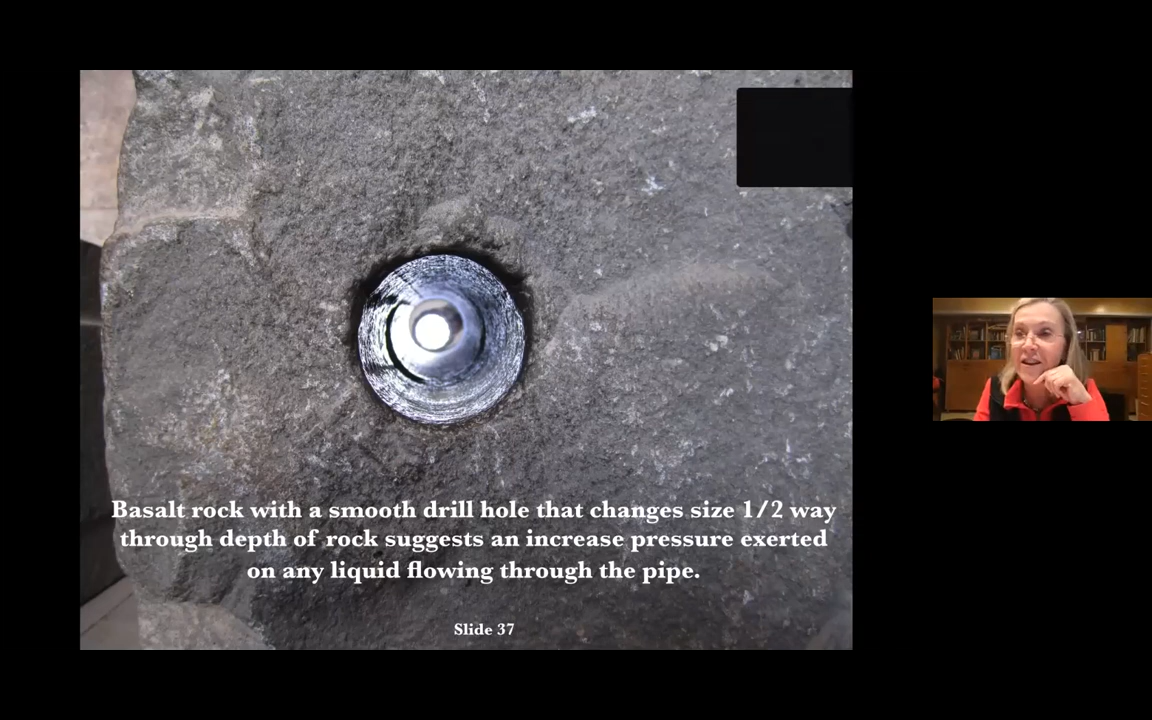 Basalt rock with a smooth drill hole that changes size 1/2 way
through depth of rock suggests an increase pressure exerted
on any liquid flowing through the pipe.
Slide 37